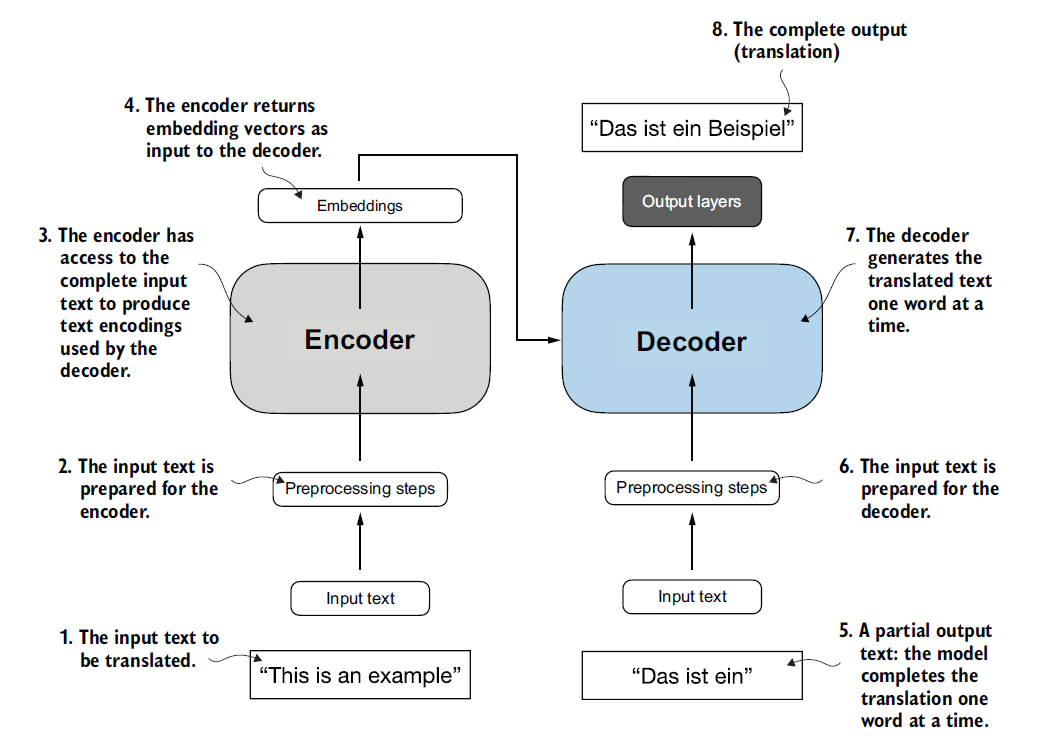 8. The complete output
(translation)
"Das ist ein Beispiel"
4. The encoder returns
embedding vectors as
input to the decoder.
Output layers
Embeddings
3. The encoder has
access to the
complete input
text to produce
text encodings
used by the
decoder.
7. The decoder
generates the
translated text
one word at a
time.
Encoder
Decoder
2. The input text is
prepared for the
encoder.
Preprocessing steps
Preprocessing steps
6. The input text is
prepared for the
decoder.
Input text
Input text
1. The input text to
be translated.
“This is an example”
“Das ist ein”
5. A partial output
text: the model
completes the
translation one
word at a time.